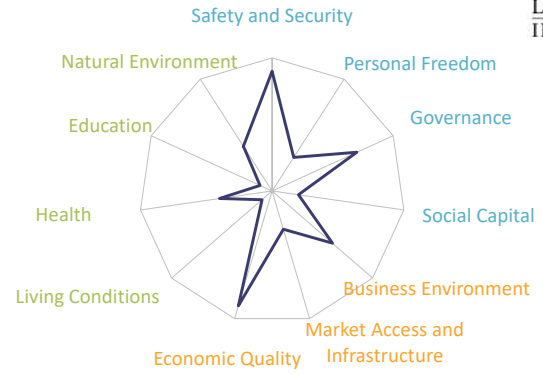 Safety and Security
Natural Environment
Personal Freedom
Education
Governance
Health
Social Capital
Living Conditions
Business Environment
Market Access and
Infrastructure
Economic Quality